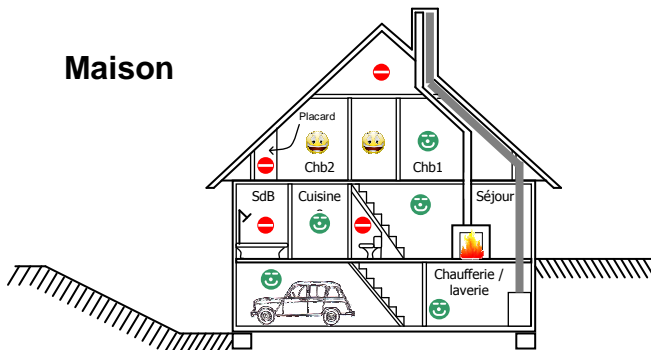 Maison
Placard
Chb2
Chb1
SdB
Cuisine
Séjour
Chaufferie /
laverie